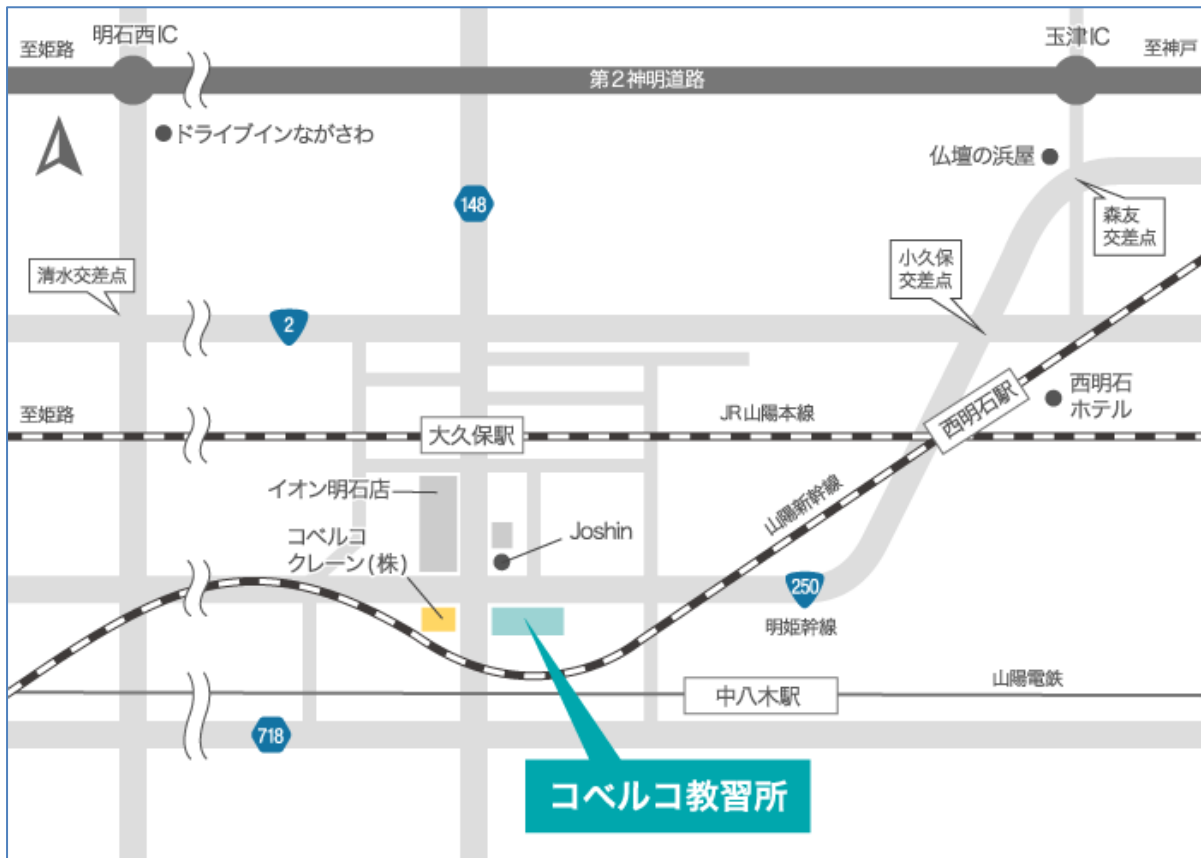 明石西IC
玉津IC
至姫路
至神戸
第2神明道路
ドライブインながさわ
仏壇の浜屋
148
森友
交差点
小久保
交差点
清水交差点
2
西明石
ホテル
至姫路
JR山陽本線
大久保駅
西明石駅
イオン明石店
山陽新幹線
コベルコ
クレーン(株)
Joshin
250
明姫幹線
山陽電鉄
中八木駅
718
コベルコ教習所